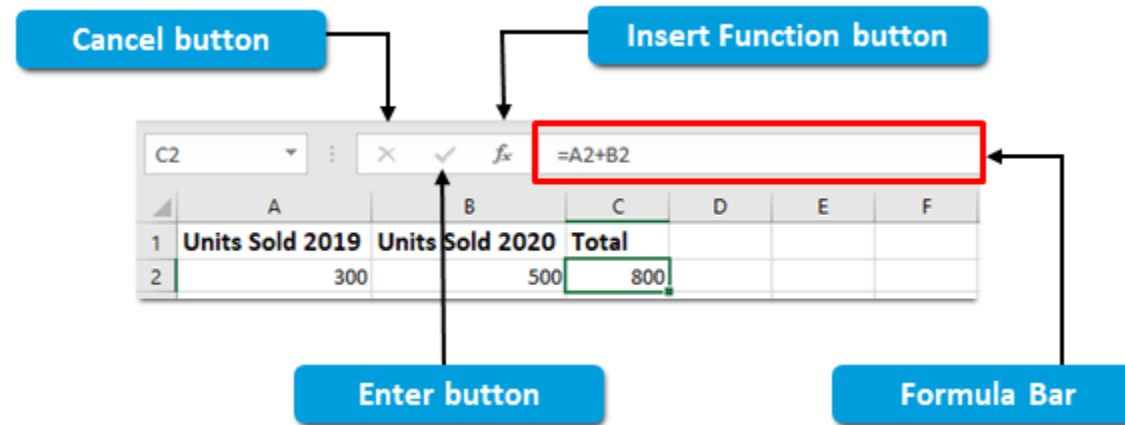 Cancel button
Insert Function button
C2 fx =A2+B2
A B C D E F
1 Units Sold 2019 Units Sold 2020 Total
2 300 500 800
Enter button
Formula Bar